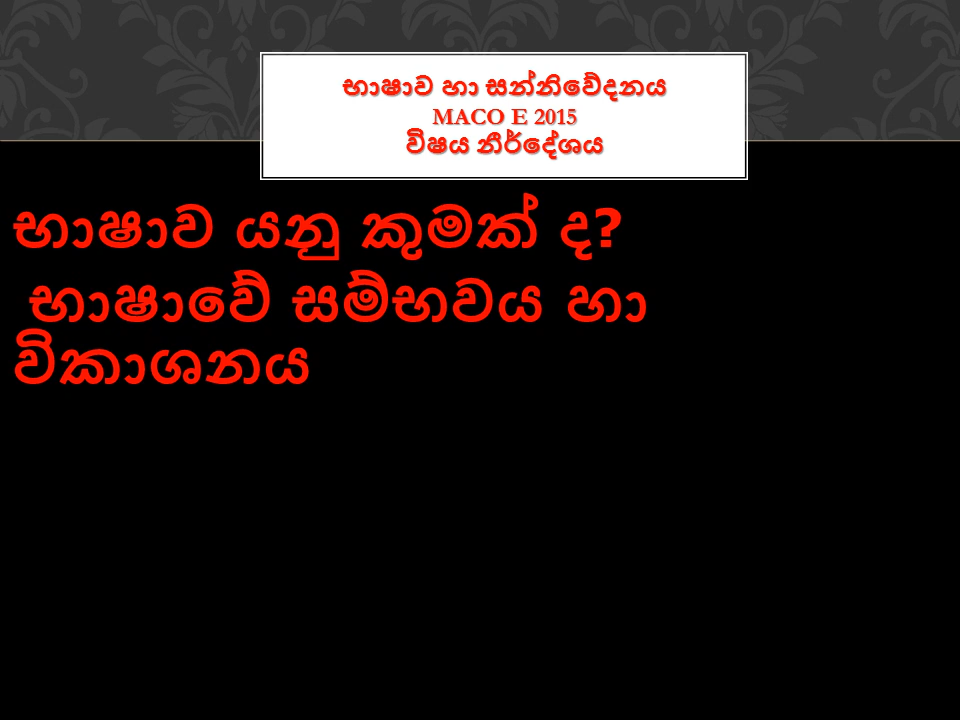 භාෂාව හා සන්නිවේදනය
MACO E 2015
විෂය නිර්දේශය
භාෂාව යනු කුමක් ද?
භාෂාවේ සම්භවය හා
විකාශනය